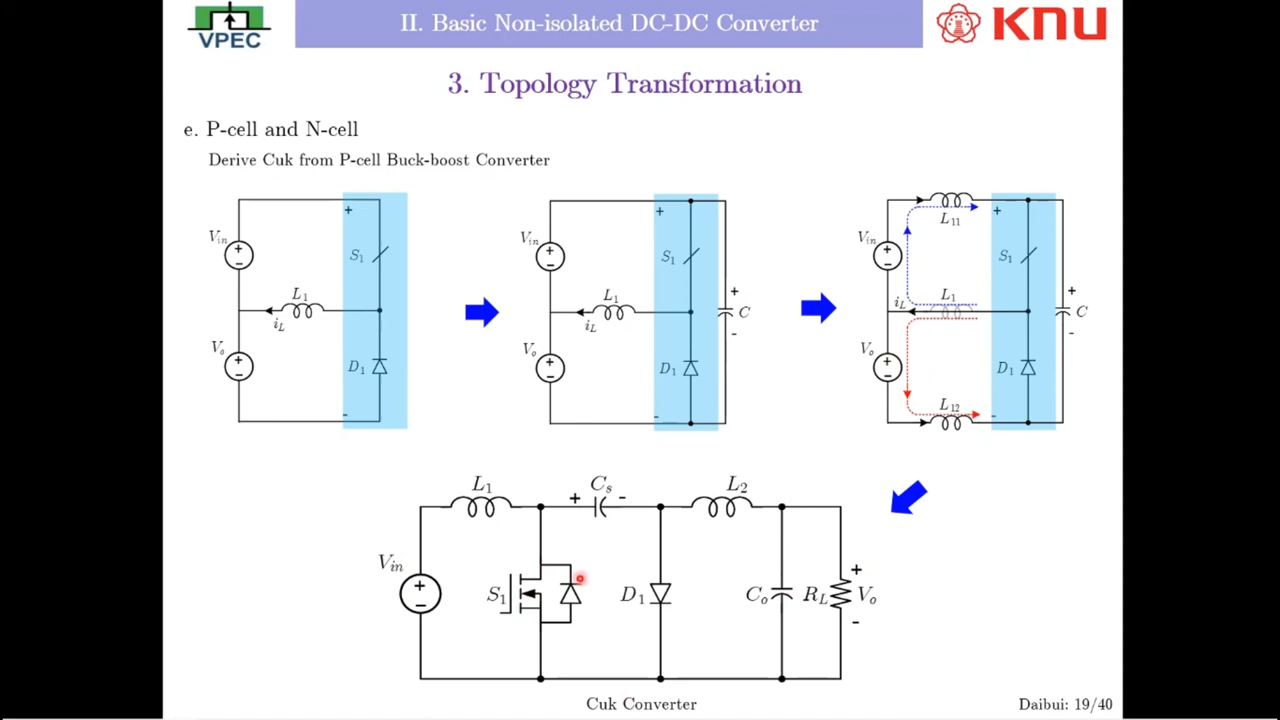 VPEC
II. Basic Non-isolated DC-DC Converter
KNU
3. Topology Transformation
e. P-cell and N-cell
Derive Cuk from P-cell Buck-boost Converter
+
Vin
+
−
S1
L1
iL
Vo
+
−
D1
-
+
Vin
+
−
S1
L1
iL
+
C
-
Vo
+
−
D1
-
L11
+
Vin
+
−
S1
L1
iL
+
C
-
Vo
+
−
D1
L12
-
L1
Cs
L2
+ -
Vin
+
−
S1
D1
Co
RL
+
Vo
-
Cuk Converter
Daibui: 19/40